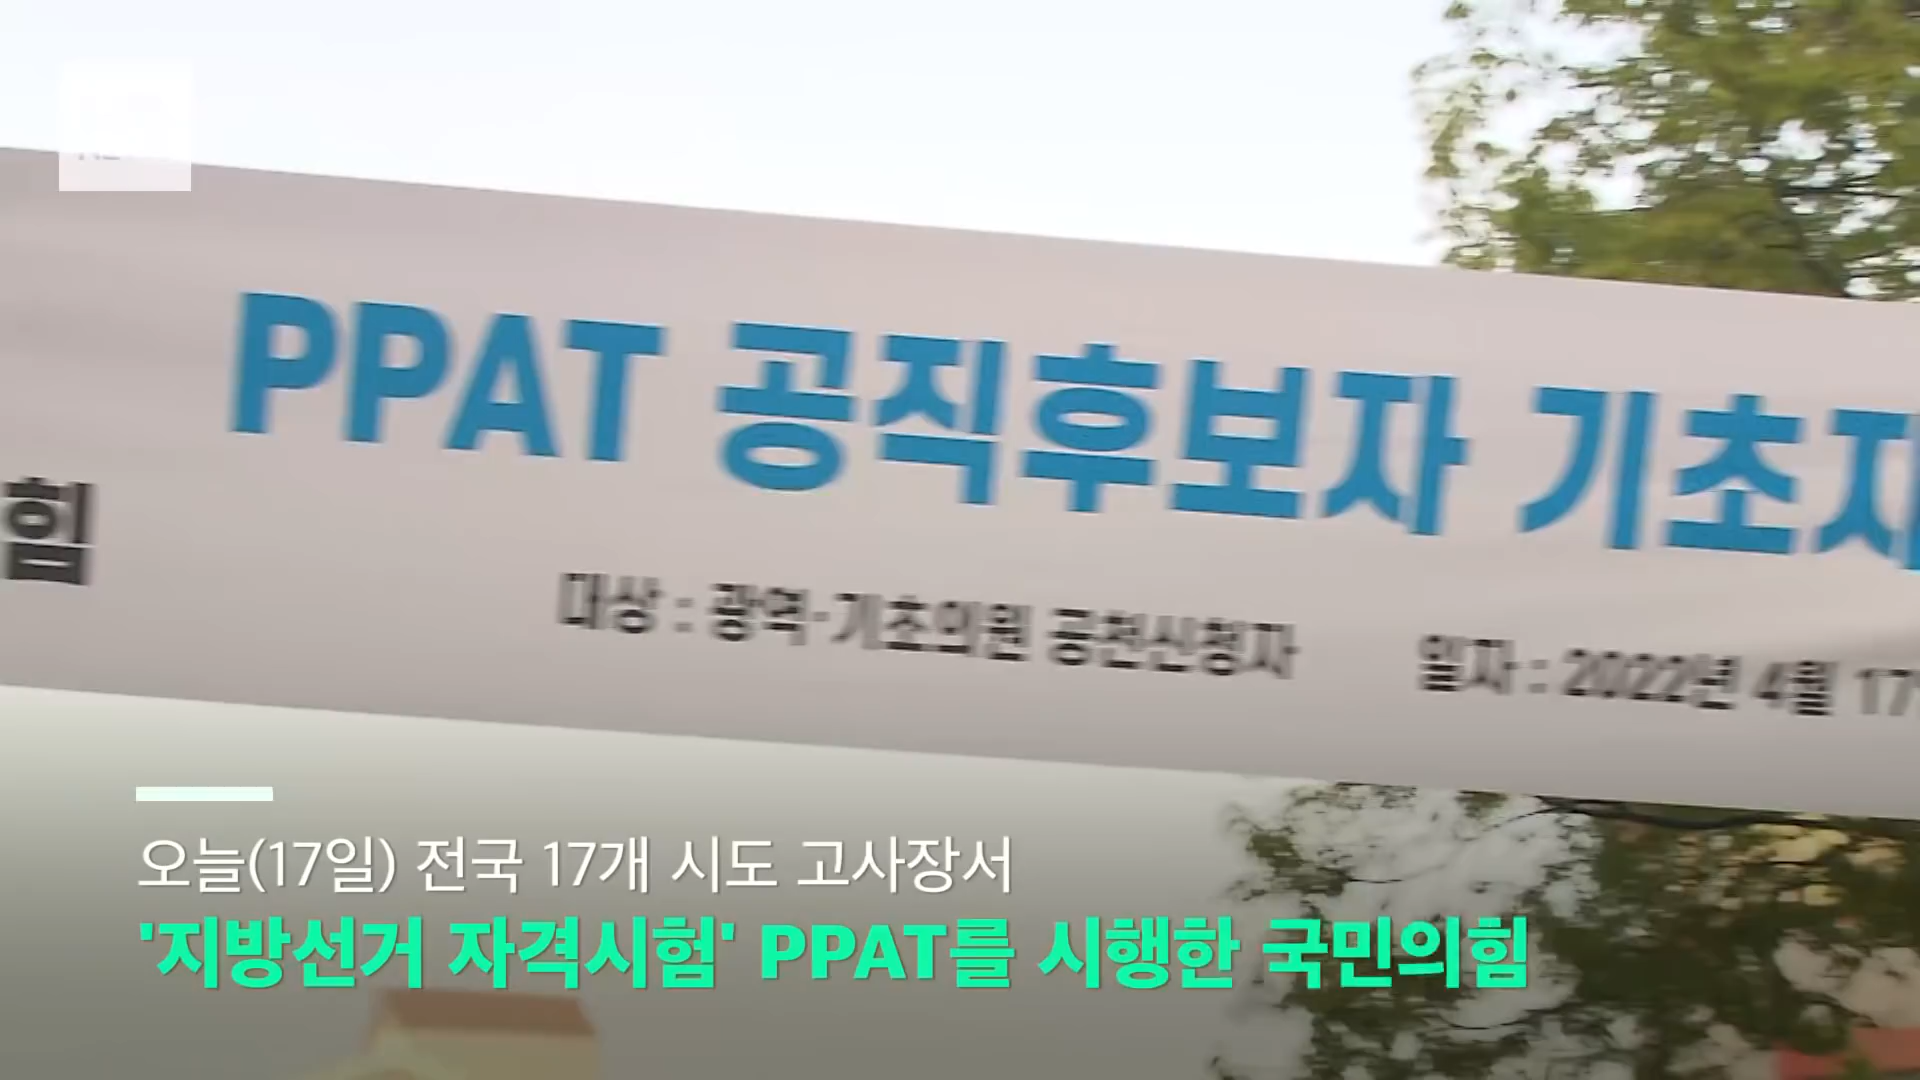 PPAT 공직후보자 기초자
힘
대상 : 광역·기초의원 공천신청자 일자 : 2022년 4월 17
오늘(17일) 전국 17개 시도 고사장서
'지방선거 자격시험' PPAT를 시행한 국민의힘